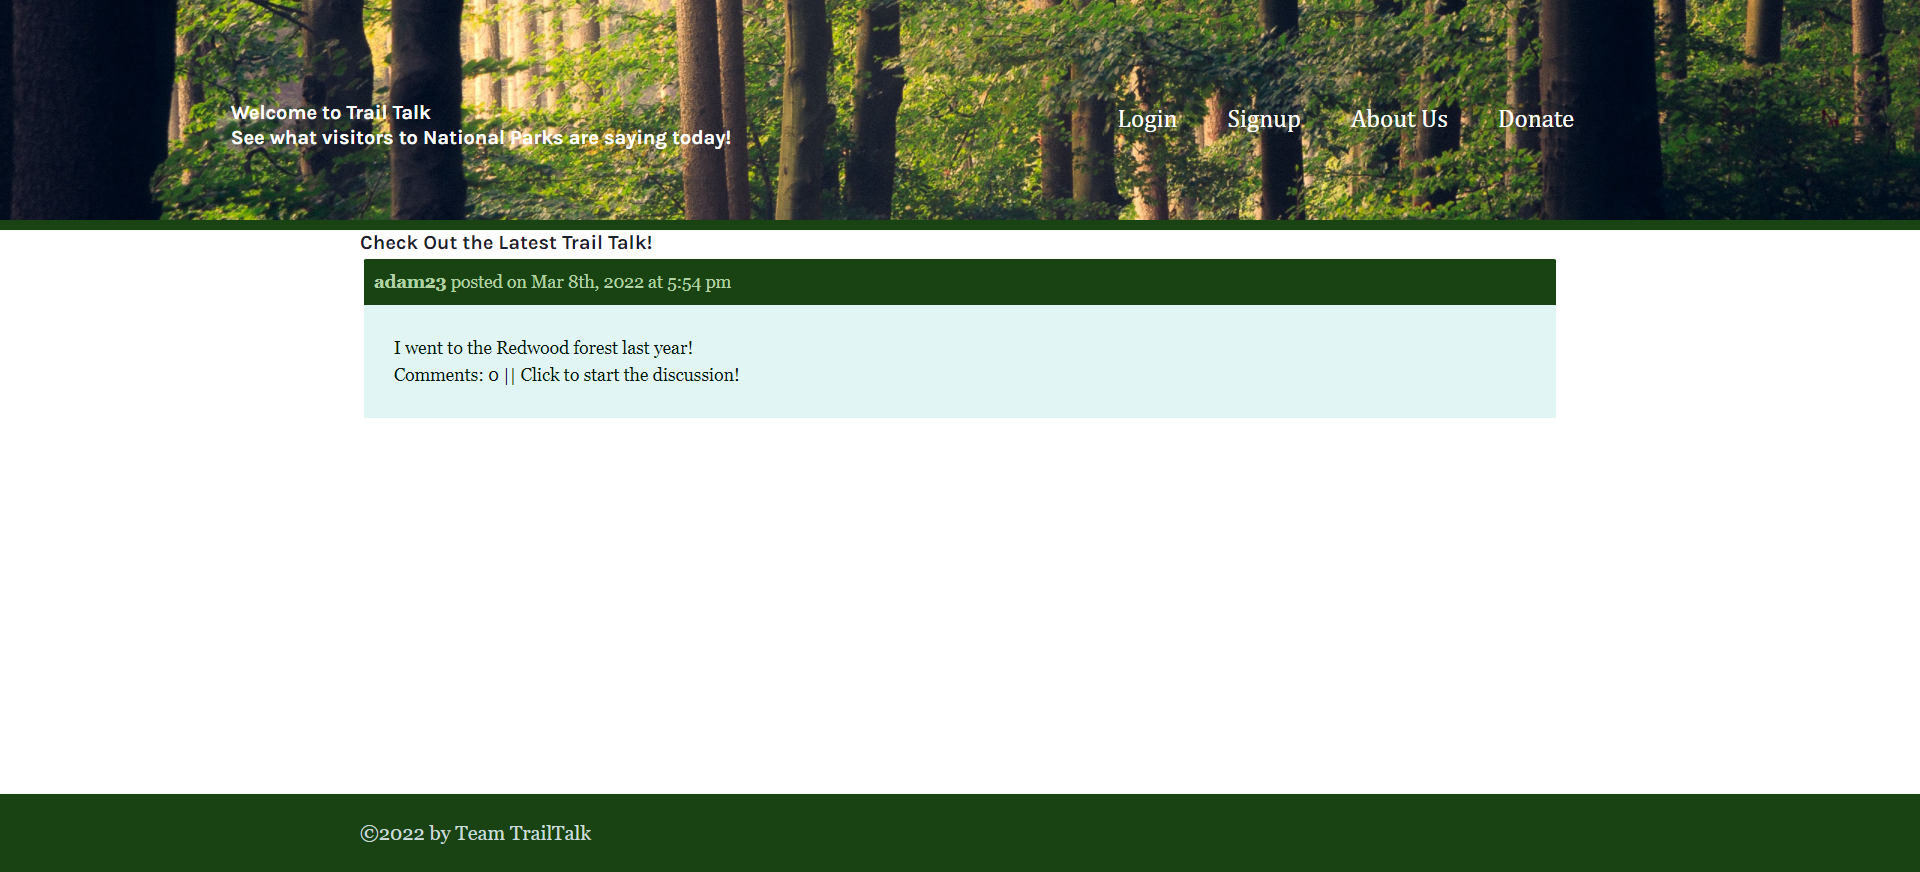 Welcome to Trail Talk
See what visitors to National Parks are saying today!
Login Signup About Us Donate
Check Out the Latest Trail Talk!
adam23 posted on Mar 8th, 2022 at 5:54 pm
I went to the Redwood forest last year!
Comments: 0 || Click to start the discussion!
©2022 by Team TrailTalk